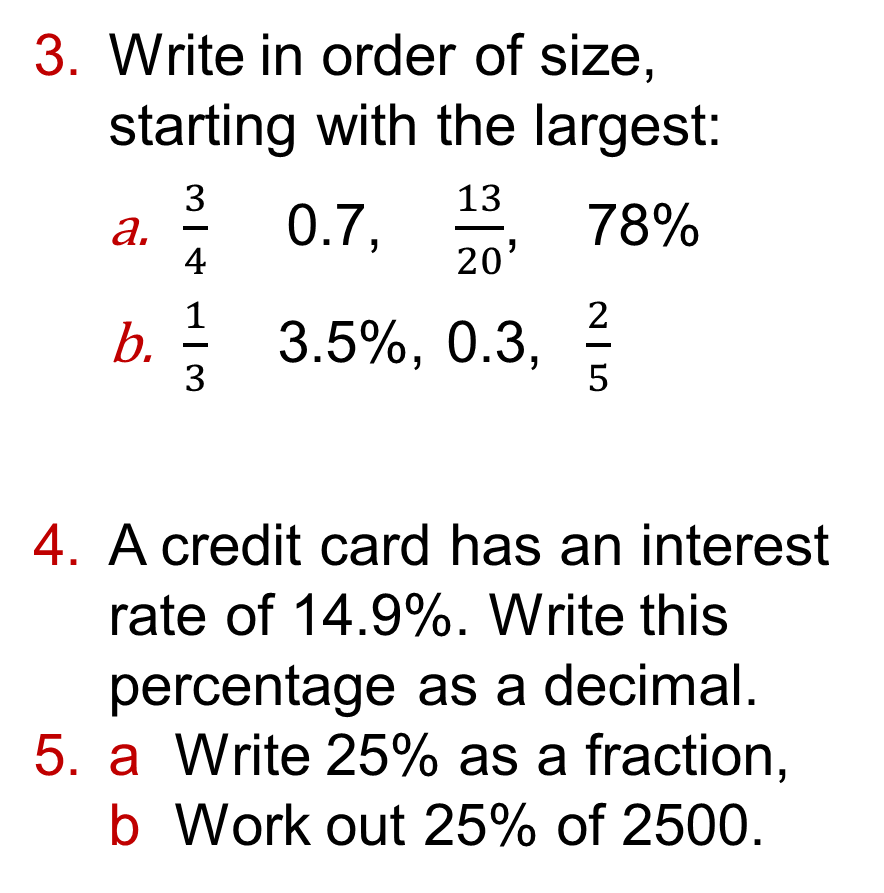 3. Write in order of size,
starting with the largest:
a. 3/4 0.7, 13/20, 78%
b. 1/3 3.5%, 0.3, 2/5
4. A credit card has an interest
rate of 14.9%. Write this
percentage as a decimal.
5. a Write 25% as a fraction,
b Work out 25% of 2500.